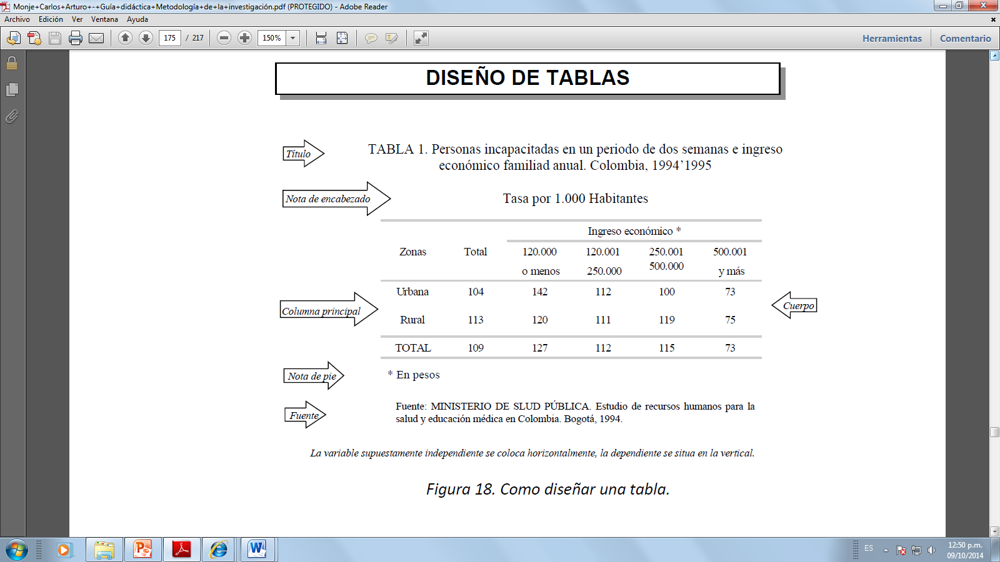 Monje+Carlos+Arturo+-+Guía+didáctica+Metodología+de+la+investigación.pdf (PROTEGIDO) - Adobe Reader
Archivo Edición Ver Ventana Ayuda
175 / 217 150% Herramientas Comentario
DISEÑO DE TABLAS
Título
TABLA 1. Personas incapacitadas en un periodo de dos semanas e ingreso
económico familiad anual. Colombia, 1994’1995
Nota de encabezado
Tasa por 1.000 Habitantes
Ingreso económico *
Zonas Total 120.000 120.001 250.001 500.001
o menos 250.000 500.000 y más
Urbana 104 142 112 100 73
Columna principal
Cuerpo
Rural 113 120 111 119 75
TOTAL 109 127 112 115 73
Nota de pie
* En pesos
Fuente
Fuente: MINISTERIO DE SLUD PÚBLICA. Estudio de recursos humanos para la
salud y educación médica en Colombia. Bogotá, 1994.
La variable supuestamente independiente se coloca horizontalmente, la dependiente se situa en la vertical.
Figura 18. Como diseñar una tabla.
ES
12:50 p.m.
09/10/2014